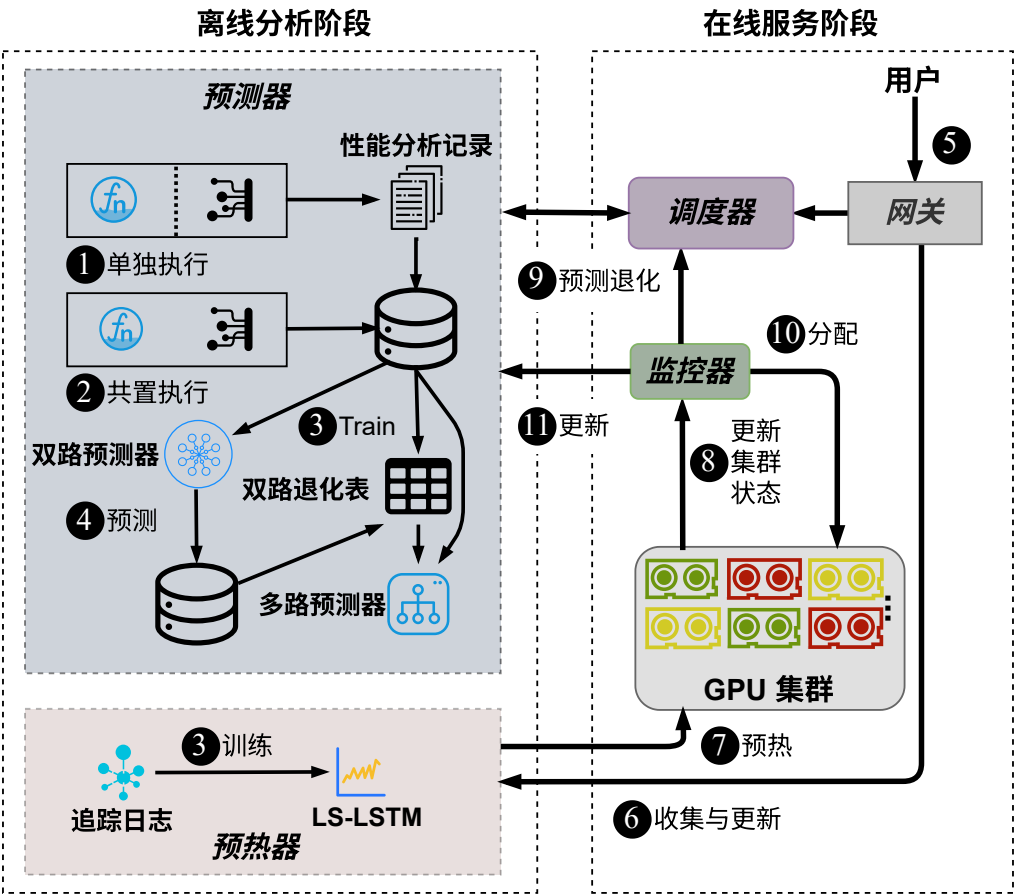 离线分析阶段
在线服务阶段
预测器
用户
性能分析记录
5
fn
调度器
网关
1 单独执行
9 预测退化
fn
10 分配
监控器
2 共置执行
3 Train
11 更新
更新
8 集群
状态
双路预测器
双路退化表
4 预测
多路预测器
GPU 集群
3 训练
7 预热
追踪日志
LS-LSTM
6 收集与更新
预热器